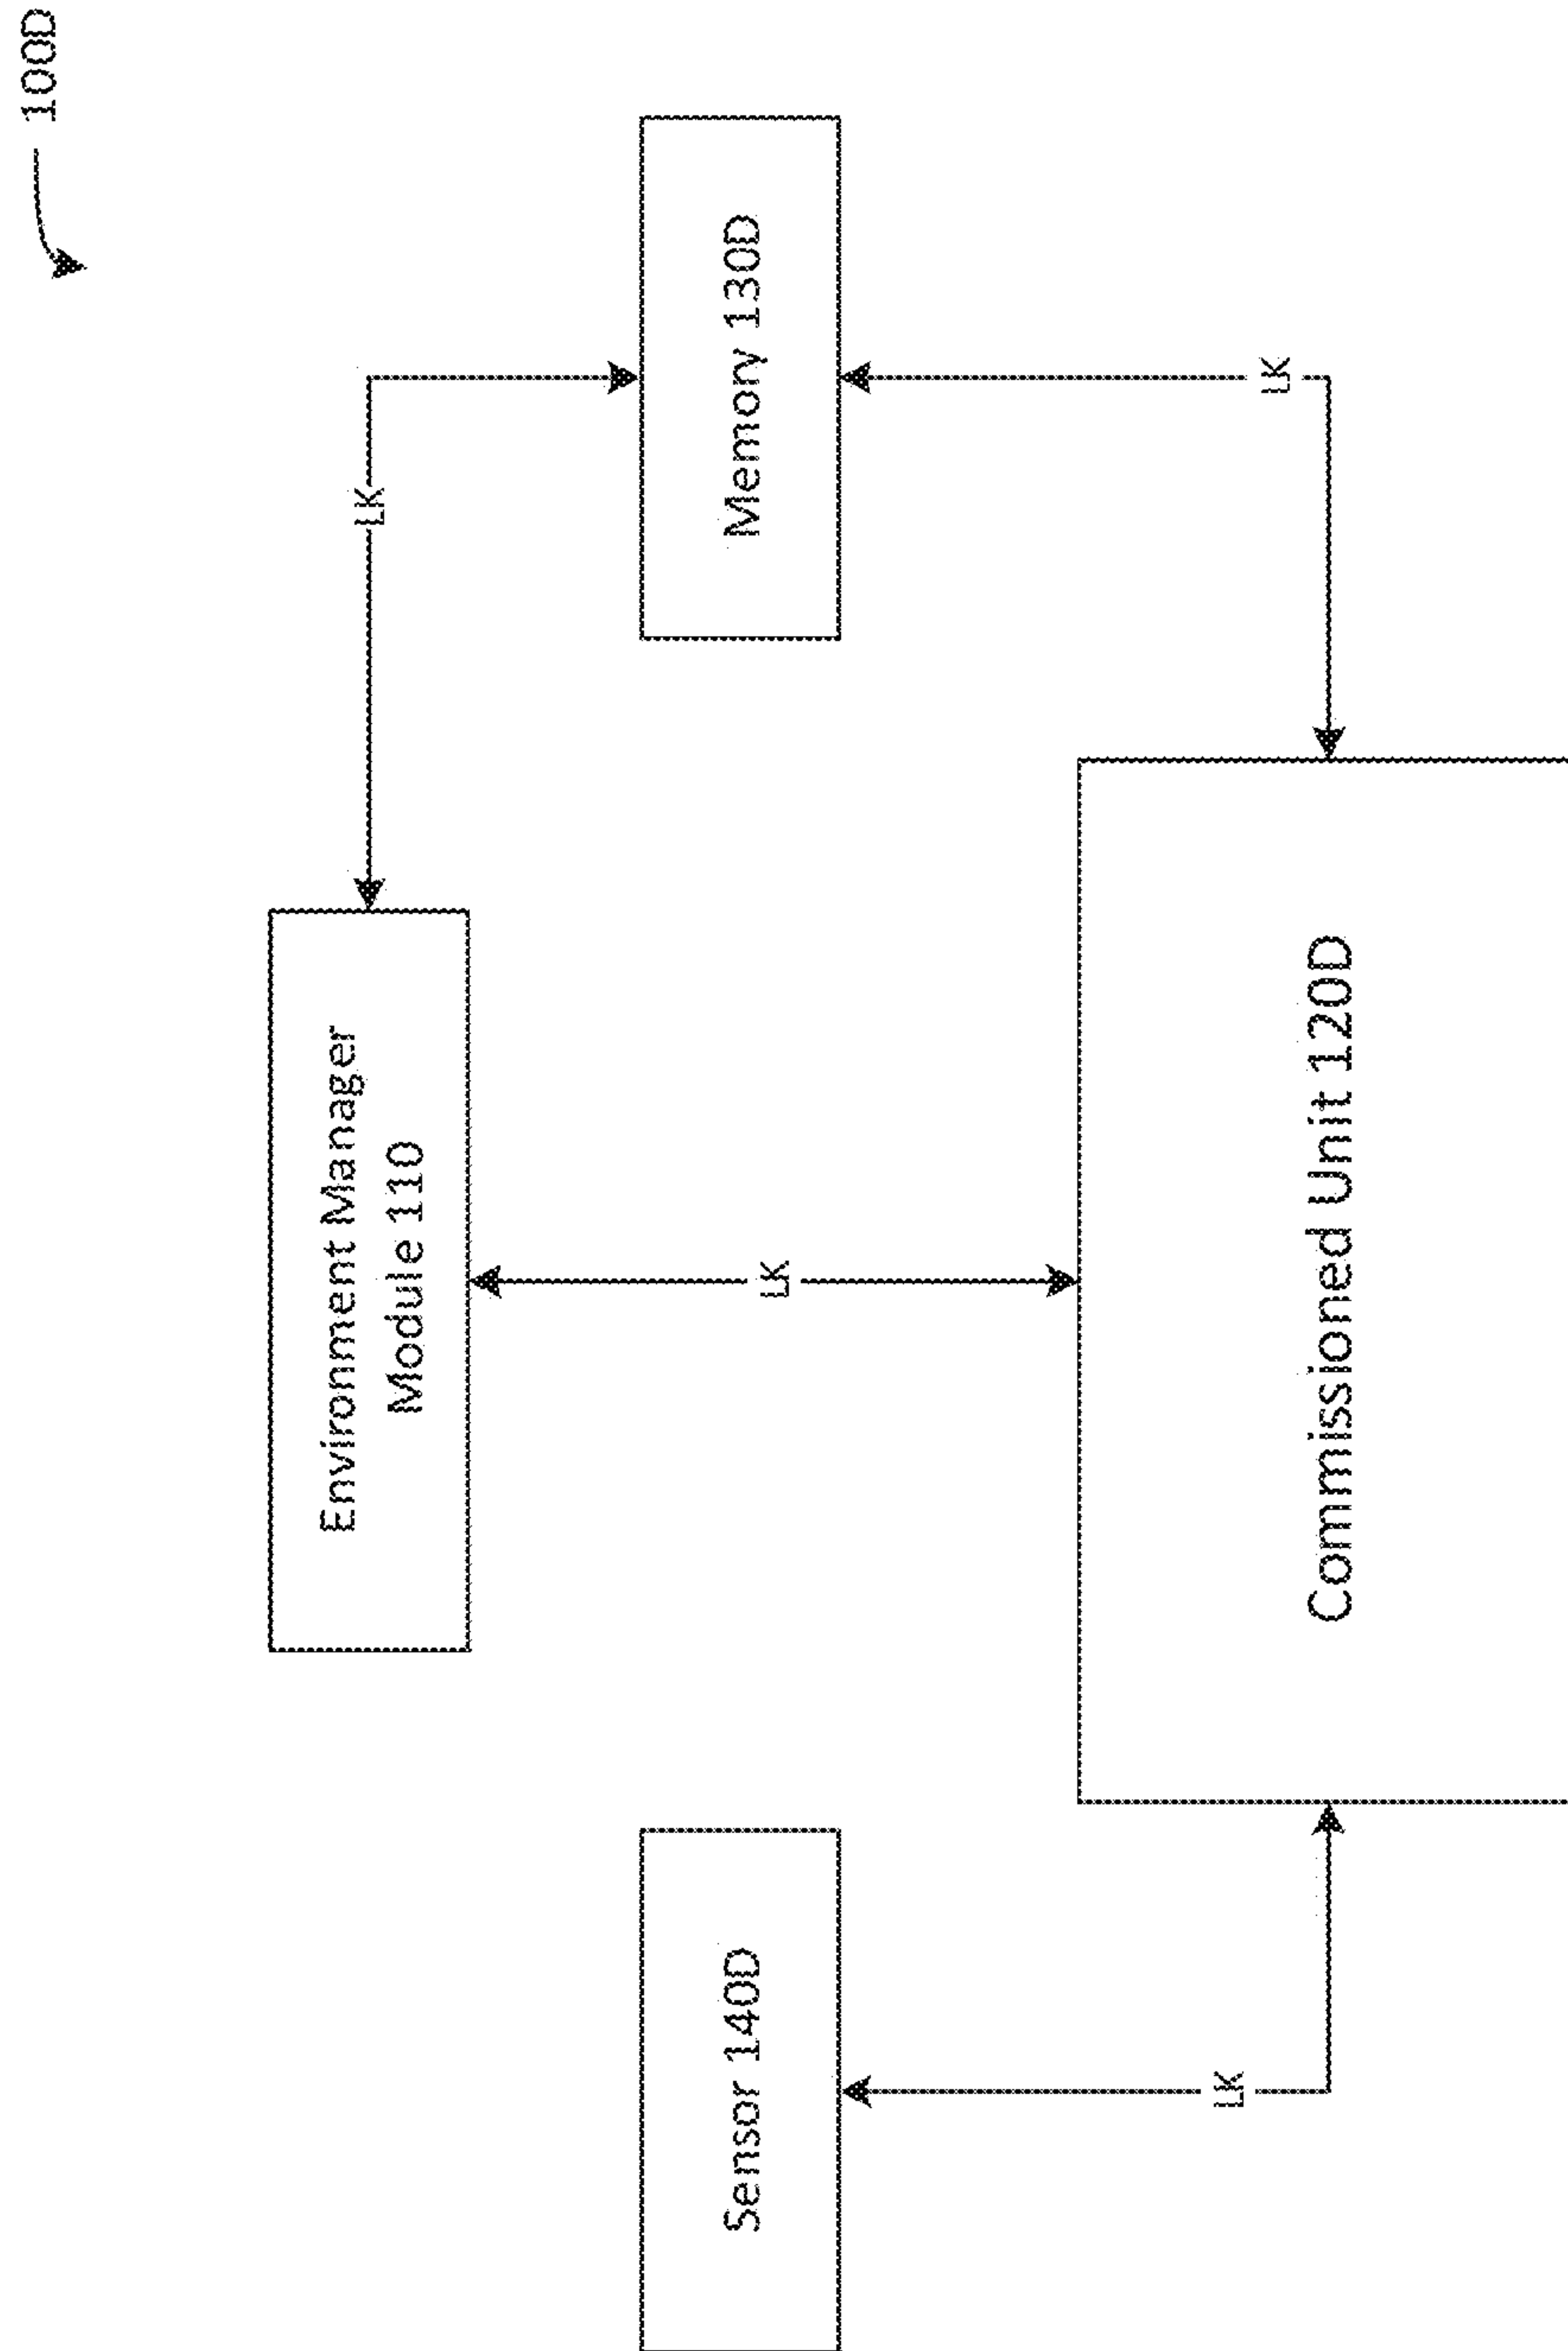 100D
Environment Manager
Module 110
LK
Sensor 140D
Memory 130D
LK
LK
LK
Commissioned Unit 120D